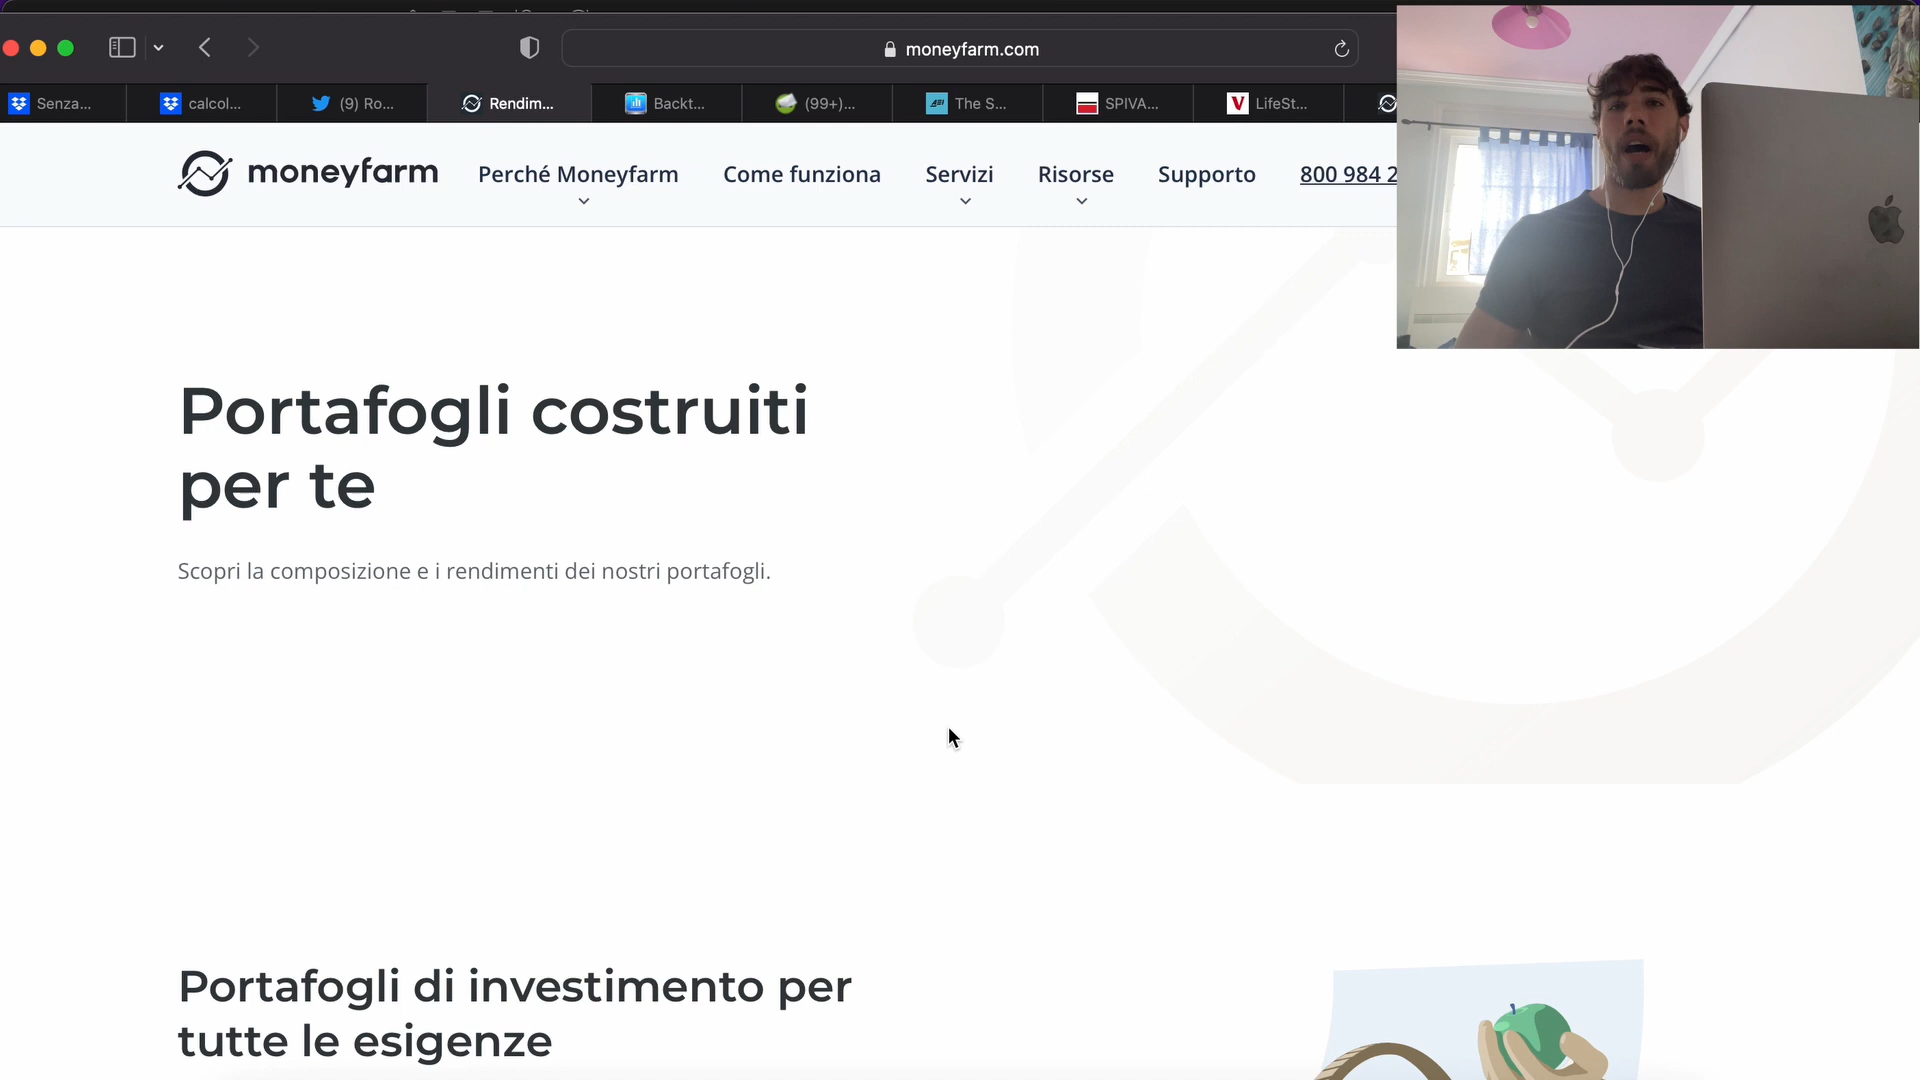 moneyfarm.com
Senza...
calcol...
(9) Ro...
Rendim...
Backt...
(99+)...
The S...
SPIVA...
V
LifeSt...
moneyfarm
Perché Moneyfarm
Come funziona
Servizi
Risorse
Supporto
800 984 2
Portafogli costruiti
per te
Scopri la composizione e i rendimenti dei nostri portafogli.
Portafogli di investimento per
tutte le esigenze